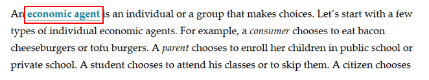 An economic agent is an individual or a group that makes choices. Let's start with a few
types of individual economic agents. For example, a consumer chooses to eat bacon
cheeseburgers or tofu burgers. A parent chooses to enroll her children in public school or
private school. A student chooses to attend his classes or to skip them. A citizen chooses